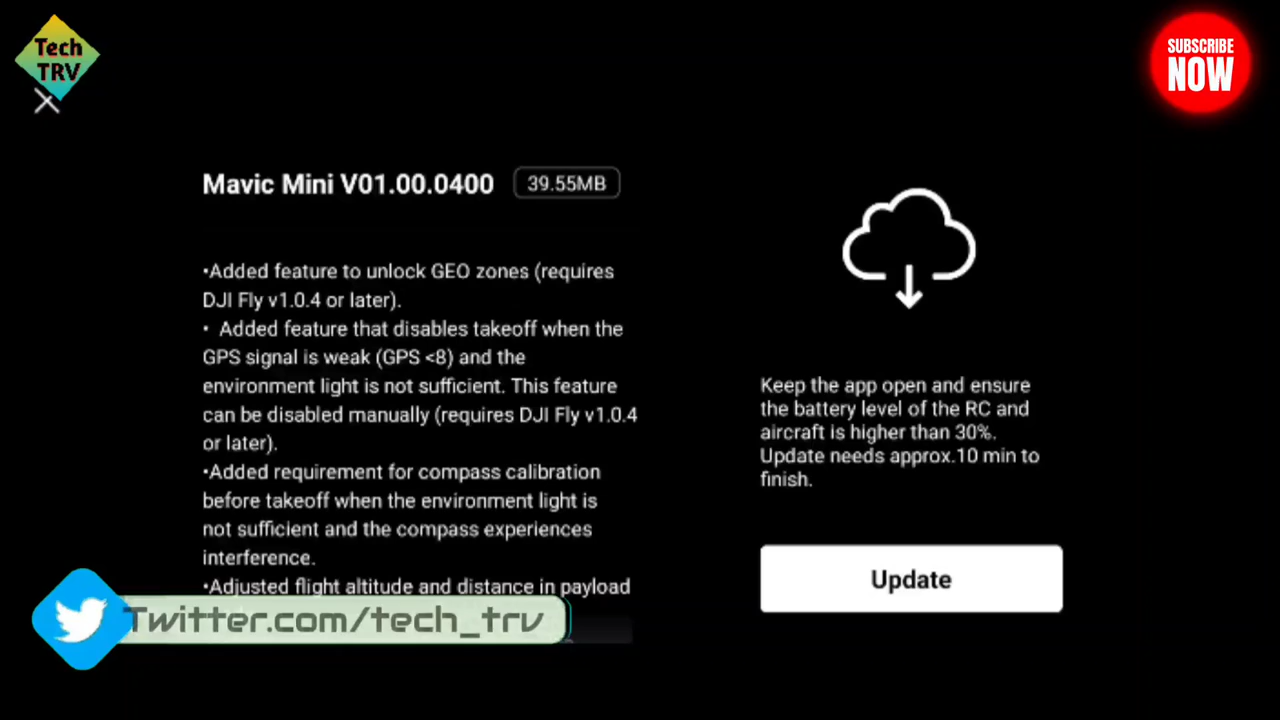 Tech
TRV
SUBSCRIBE
NOW
Mavic Mini V01.00.0400
39.55MB
•Added feature to unlock GEO zones (requires
DJI Fly v1.0.4 or later).
• Added feature that disables takeoff when the
GPS signal is weak (GPS <8) and the
environment light is not sufficient. This feature
can be disabled manually (requires DJI Fly v1.0.4
or later).
•Added requirement for compass calibration
before takeoff when the environment light is
not sufficient and the compass experiences
interference.
•Adjusted flight altitude and distance in payload
Keep the app open and ensure
the battery level of the RC and
aircraft is higher than 30%.
Update needs approx.10 min to
finish.
Update
Twitter.com/tech_trv